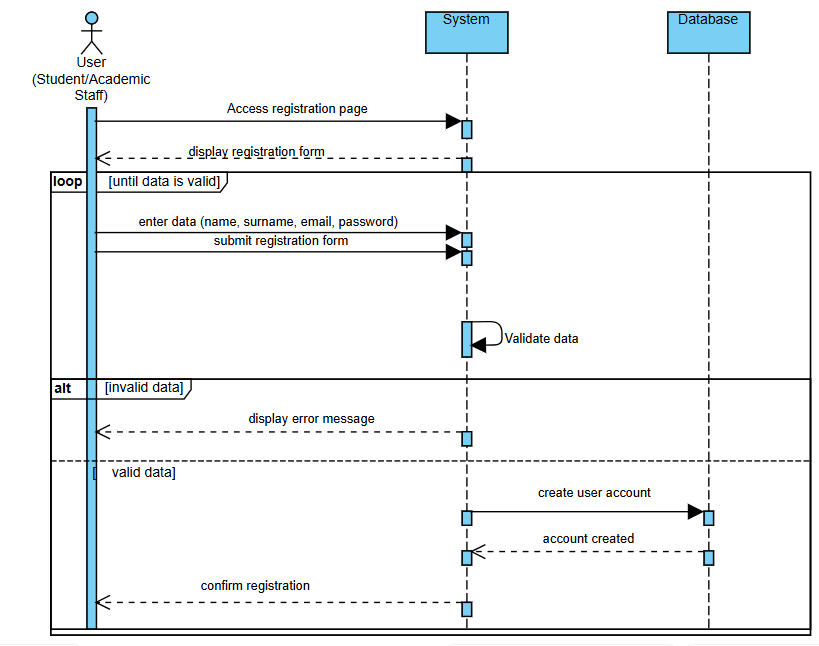 System
Database
User
(Student/Academic
Staff)
Access registration page
display registration form
loop
[until data is valid]
enter data (name, surname, email, password)
submit registration form
Validate data
alt
[invalid data]
display error message
[ valid data]
create user account
account created
confirm registration